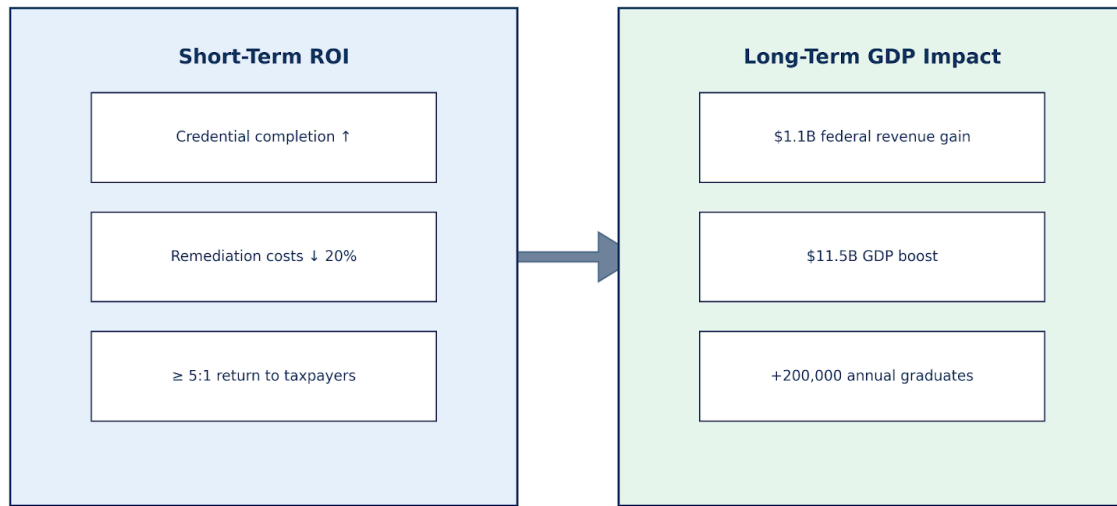 Short-Term ROI
Credential completion ↑
Remediation costs ↓ 20%
≥ 5:1 return to taxpayers
Long-Term GDP Impact
$1.1B federal revenue gain
$11.5B GDP boost
+200,000 annual graduates